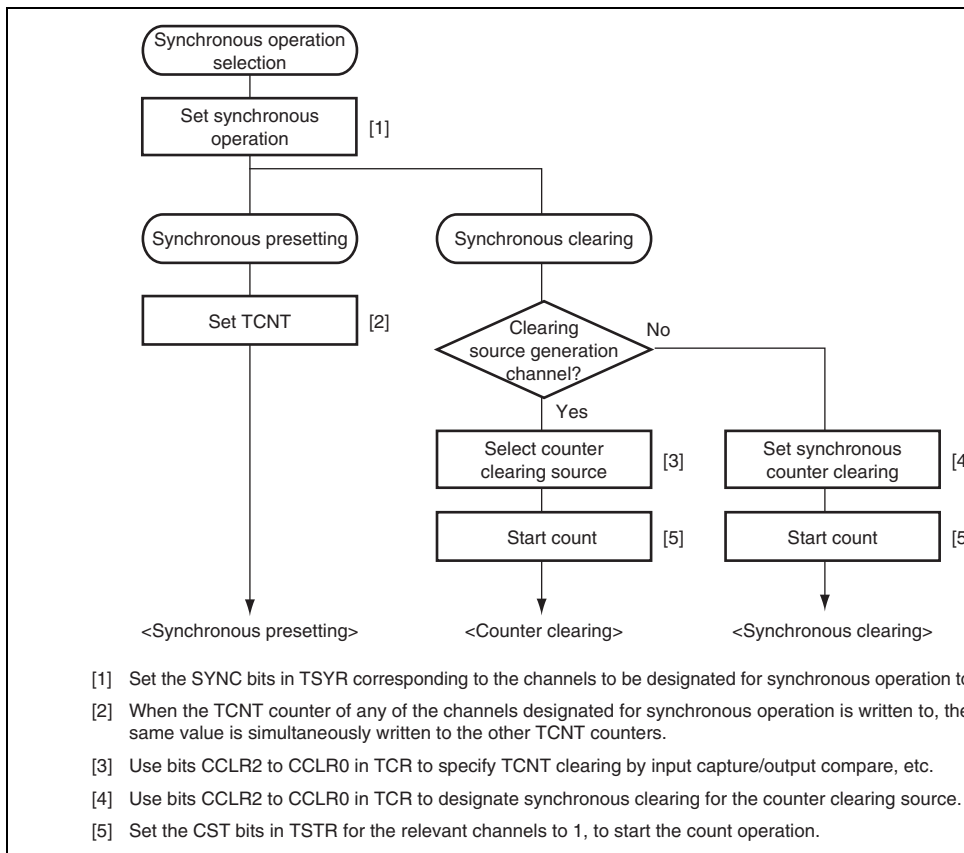 Synchronous operation
selection
Set synchronous
operation
[1]
Synchronous presetting
Synchronous clearing
Set TCNT
[2]
Clearing
source generation
channel?
No
Yes
Select counter
clearing source
[3]
Set synchronous
counter clearing
[4
Start count
[5]
Start count
[5
<Synchronous presetting>
<Counter clearing>
<Synchronous clearing>
[1] Set the SYNC bits in TSYR corresponding to the channels to be designated for synchronous operation to
[2] When the TCNT counter of any of the channels designated for synchronous operation is written to, the
same value is simultaneously written to the other TCNT counters.
[3] Use bits CCLR2 to CCLR0 in TCR to specify TCNT clearing by input capture/output compare, etc.
[4] Use bits CCLR2 to CCLR0 in TCR to designate synchronous clearing for the counter clearing source.
[5] Set the CST bits in TSTR for the relevant channels to 1, to start the count operation.